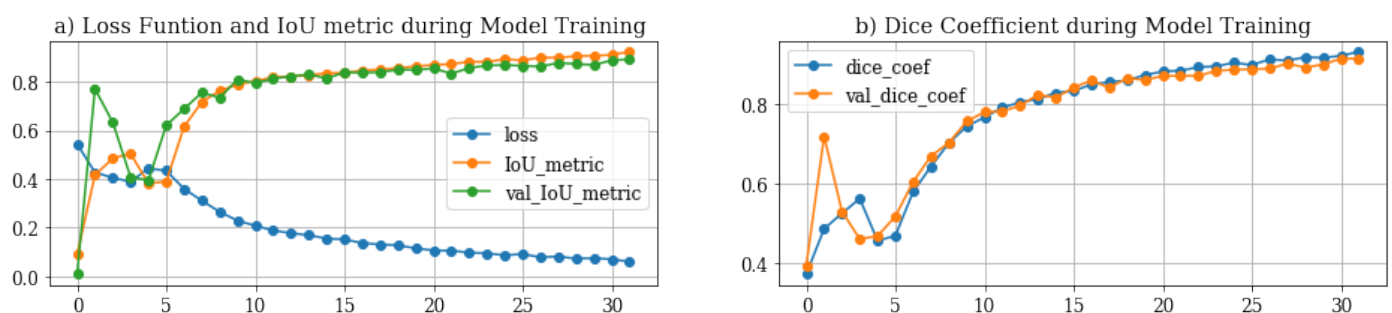 a) Loss Funtion and IoU metric during Model Training
0.8
0.6
0.4
0.2
0.0
loss
IoU_metric
val_IoU_metric
0 5 10 15 20 25 30
b) Dice Coefficient during Model Training
dice_coef
val_dice_coef
0.8
0.6
0.4
0 5 10 15 20 25 30